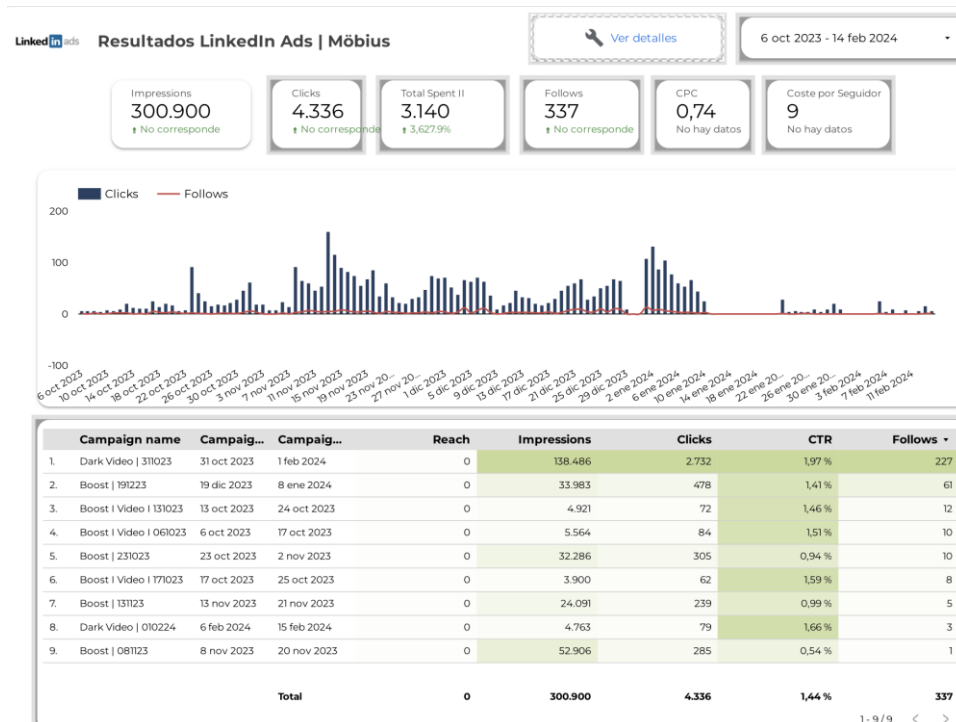 Linked in ads
Resultados LinkedIn Ads | Möbius
Ver detalles
6 oct 2023 - 14 feb 2024
Impressions
300.900
No corresponde
Clicks
4.336
No corresponde
Total Spent II
3.140
3,627.9%
Follows
337
No corresponde
CPC
0,74
No hay datos
Coste por Seguidor
9
No hay datos
Clicks Follows
200
100
0
-100
6 oct 2023 10 oct 2023 14 oct 2023 18 oct 2023 22 oct 2023 26 oct 2023 30 oct 2023 3 nov 2023 7 nov 2023 11 nov 2023 15 nov 2023 19 nov 2023 23 nov 20... 27 nov 20... 1 dic 2023 5 dic 2023 9 dic 2023 13 dic 2023 17 dic 2023 21 dic 2023 25 dic 2023 29 dic 2023 2 ene 2024 6 ene 2024 10 ene 2024 14 ene 2024 18 ene 2024 22 ene 20... 26 ene 20... 30 ene 20... 3 feb 2024 7 feb 2024 11 feb 2024
Campaign name Campaig... Campaig... Reach Impressions Clicks CTR Follows
1. Dark Video | 311023 31 oct 2023 1 feb 2024 0 138.486 2.732 1,97 % 227
2. Boost | 191223 19 dic 2023 8 ene 2024 0 33.983 478 1,41 % 61
3. Boost I Video I 131023 13 oct 2023 24 oct 2023 0 4.921 72 1,46 % 12
4. Boost I Video I 061023 6 oct 2023 17 oct 2023 0 5.564 84 1,51 % 10
5. Boost | 231023 23 oct 2023 2 nov 2023 0 32.286 305 0,94 % 10
6. Boost I Video I 171023 17 oct 2023 25 oct 2023 0 3.900 62 1,59 % 8
7. Boost | 131123 13 nov 2023 21 nov 2023 0 24.091 239 0,99 % 5
8. Dark Video | 010224 6 feb 2024 15 feb 2024 0 4.763 79 1,66 % 3
9. Boost | 081123 8 nov 2023 20 nov 2023 0 52.906 285 0,54 % 1
Total 0 300.900 4.336 1,44 % 337
1 - 9 / 9